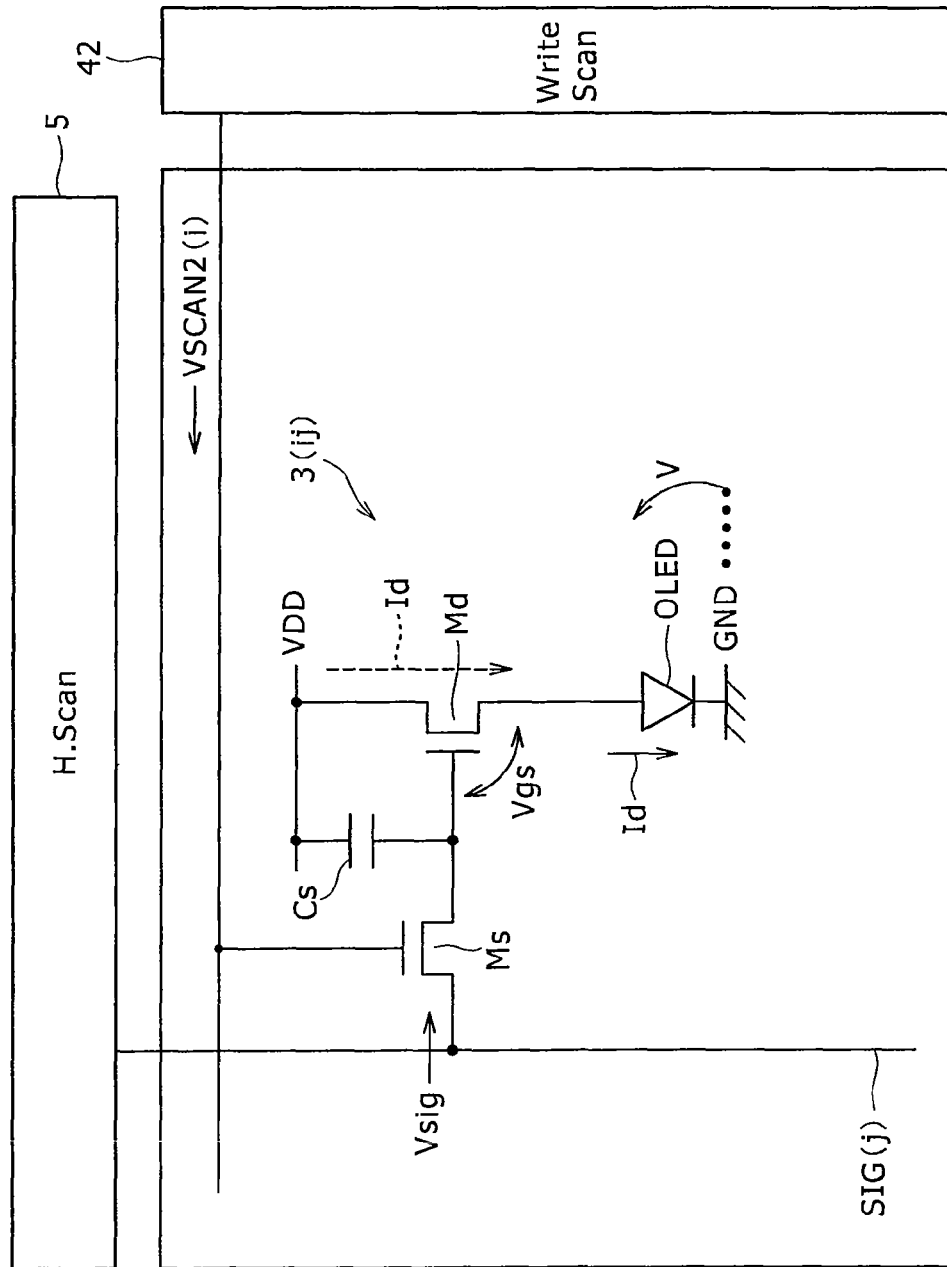 5
42
H.Scan
Write
Scan
VSCAN2(i)
3(ij)
VDD
Id
Cs
Md
Ms
Vgs
Vsig
V
OLED
GND
Id
SIG(j)